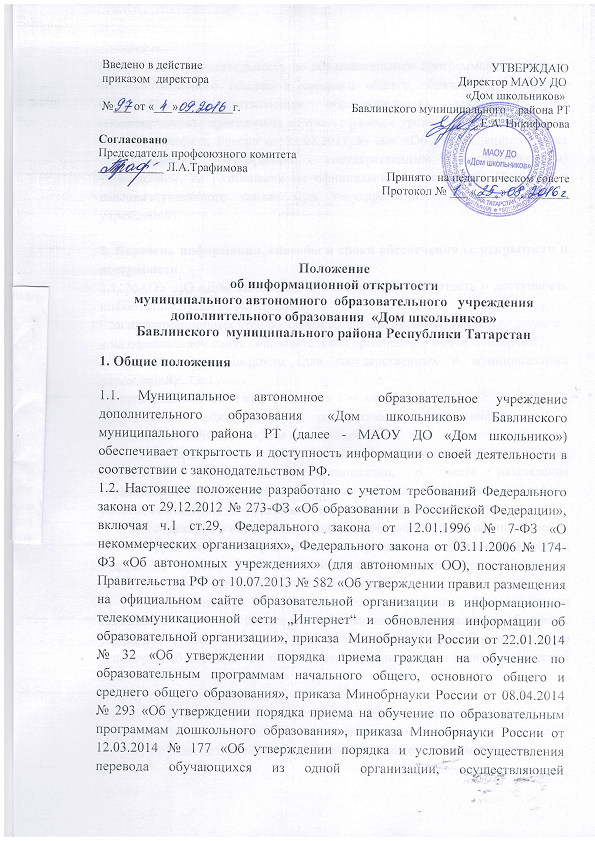 Введено в действие
приказом директора
№ 97 от « 1 » 09.2016 г.
Согласовано
Председатель профсоюзного комитета
Л.А.Трафимова
УТВЕРЖДАЮ
Директор МАОУ ДО
«Дом школьников»
Бавлинского муниципального района РТ
Е.А. Никифорова
МАОУ ДО
«Дом школьников»
Принято на педагогическом совете
Протокол № 1 «25» 08.2016 г
Положение
об информационной открытости
муниципального автономного образовательного учреждения
дополнительного образования «Дом школьников»
Бавлинского муниципального района Республики Татарстан
1. Общие положения
1.1. Муниципальное автономное образовательное учреждение
дополнительного образования «Дом школьников» Бавлинского
муниципального района РТ (далее - МАОУ ДО «Дом школьнико»)
обеспечивает открытость и доступность информации о своей деятельности в
соответствии с законодательством РФ.
1.2. Настоящее положение разработано с учетом требований Федерального
закона от 29.12.2012 № 273-ФЗ «Об образовании в Российской Федерации»,
включая ч.1 ст.29, Федерального закона от 12.01.1996 № 7-ФЗ «О
некоммерческих организациях», Федерального закона от 03.11.2006 № 174-
ФЗ «Об автономных учреждениях» (для автономных ОО), постановления
Правительства РФ от 10.07.2013 № 582 «Об утверждении правил размещения
на официальном сайте образовательной организации в информационно-
телекоммуникационной сети „Интернет“ и обновления информации об
образовательной организации», приказа Минобрнауки России от 22.01.2014
№ 32 «Об утверждении порядка приема граждан на обучение по
образовательным программам начального общего, основного общего и
среднего общего образования», приказа Минобрнауки России от 08.04.2014
№ 293 «Об утверждении порядка приема на обучение по образовательным
программам дошкольного образования», приказа Минобрнауки России от
12.03.2014 № 177 «Об утверждении порядка и условий осуществления
перевода обучающихся из одной организации, осуществляющей